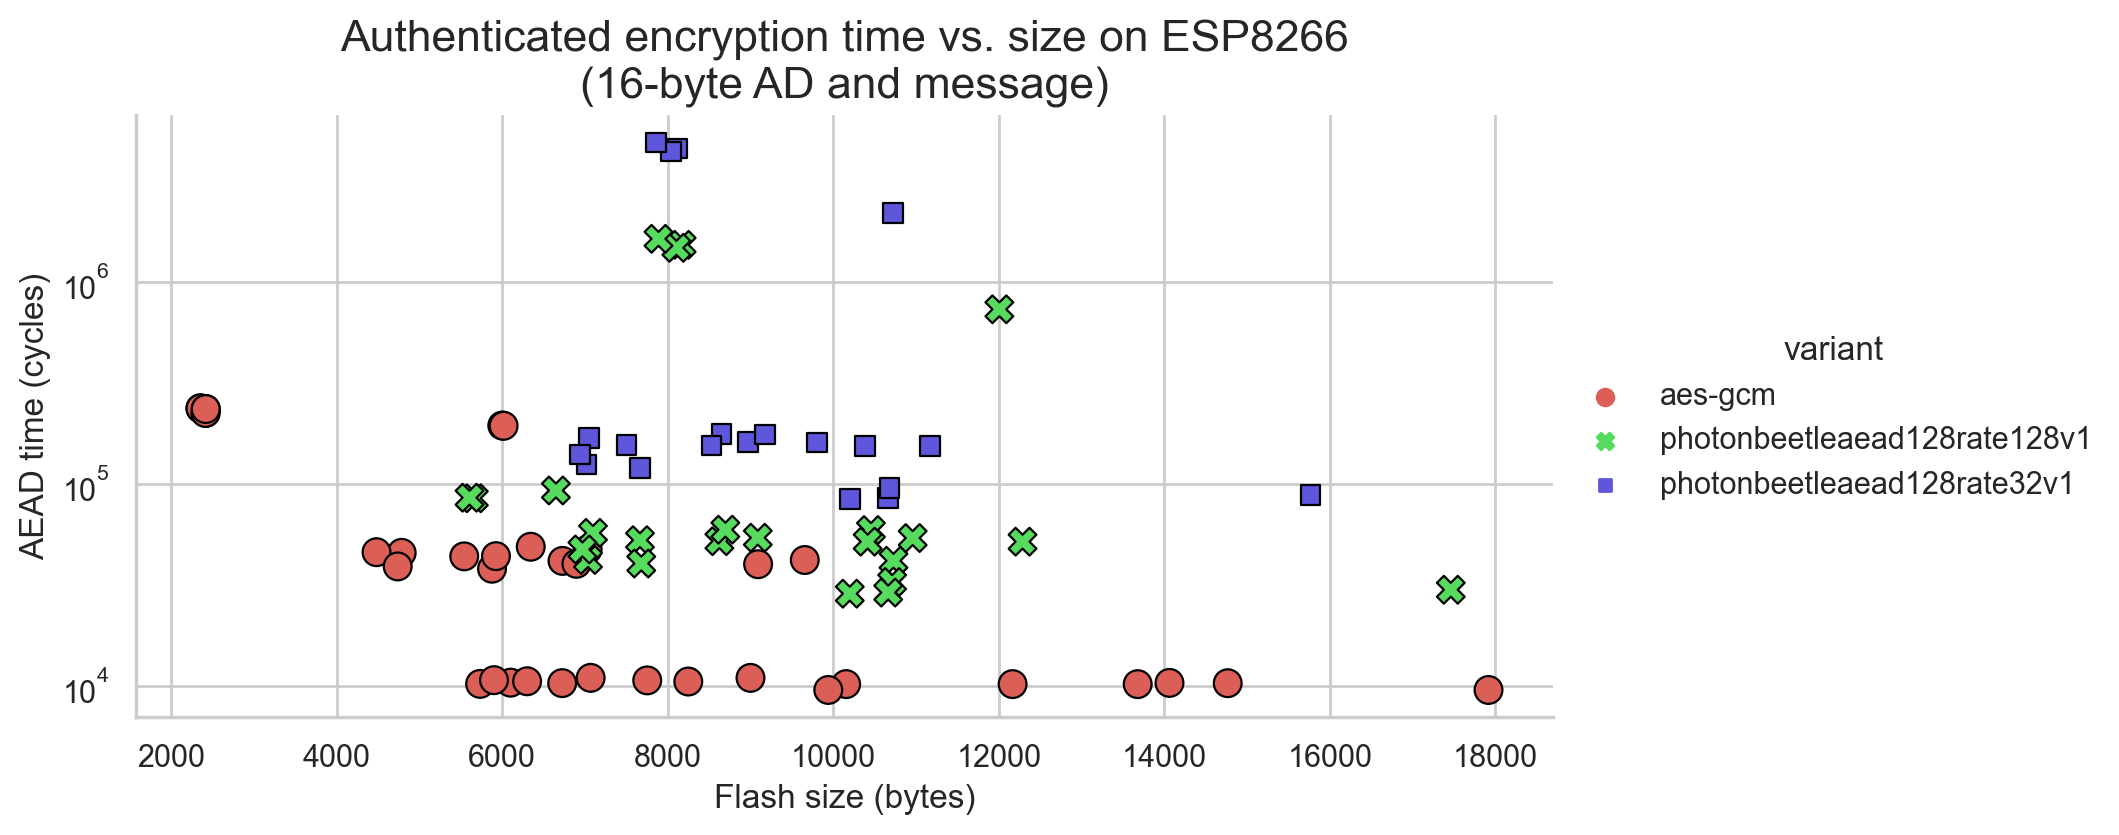 Authenticated encryption time vs. size on ESP8266
(16-byte AD and message)
AEAD time (cycles)
10^6
10^5
10^4
2000 4000 6000 8000 10000 12000 14000 16000 18000
Flash size (bytes)
variant
aes-gcm
photonbeetleaead128rate128v1
photonbeetleaead128rate32v1